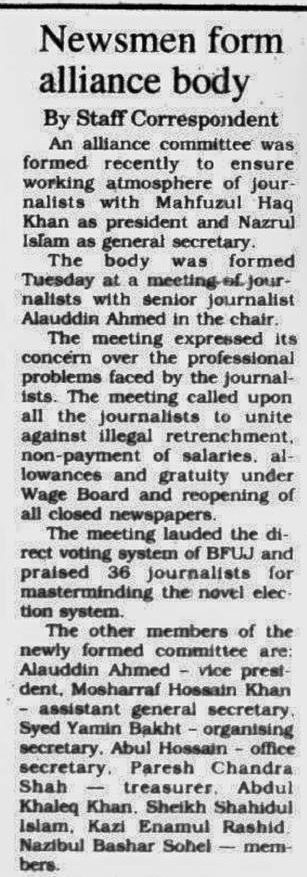 Newsmen form
alliance body
By Staff Correspondent
An alliance committee was
formed recently to ensure
working atmosphere of jour-
nalists with Mahfuzul Haq
Khan as president and Nazrul
Islam as general secretary.
The body was formed
Tuesday at a meeting of jour-
nalists with senior journalist
Alauddin Ahmed in the chair.
The meeting expressed its
concern over the professional
problems faced by the journal-
ists. The meeting called upon
all the journalists to unite
against illegal retrenchment,
non-payment of salaries, al-
lowances and gratuity under
Wage Board and reopening of
all closed newspapers.
The meeting lauded the di-
rect voting system of BFUJ and
praised 36 journalists for
masterminding the novel elec-
tion system.
The other members of the
newly formed committee are:
Alauddin Ahmed – vice presi-
dent, Mosharraf Hossain Khan
– assistant general secretary,
Syed Yamin Bakht – organising
secretary, Abul Hossain – office
secretary, Paresh Chandra
Shah — treasurer, Abdul
Khaleq Khan, Sheikh Shahidul
Islam, Kazi Enamul Rashid,
Nazibul Bashar Sohel — mem-
bers.